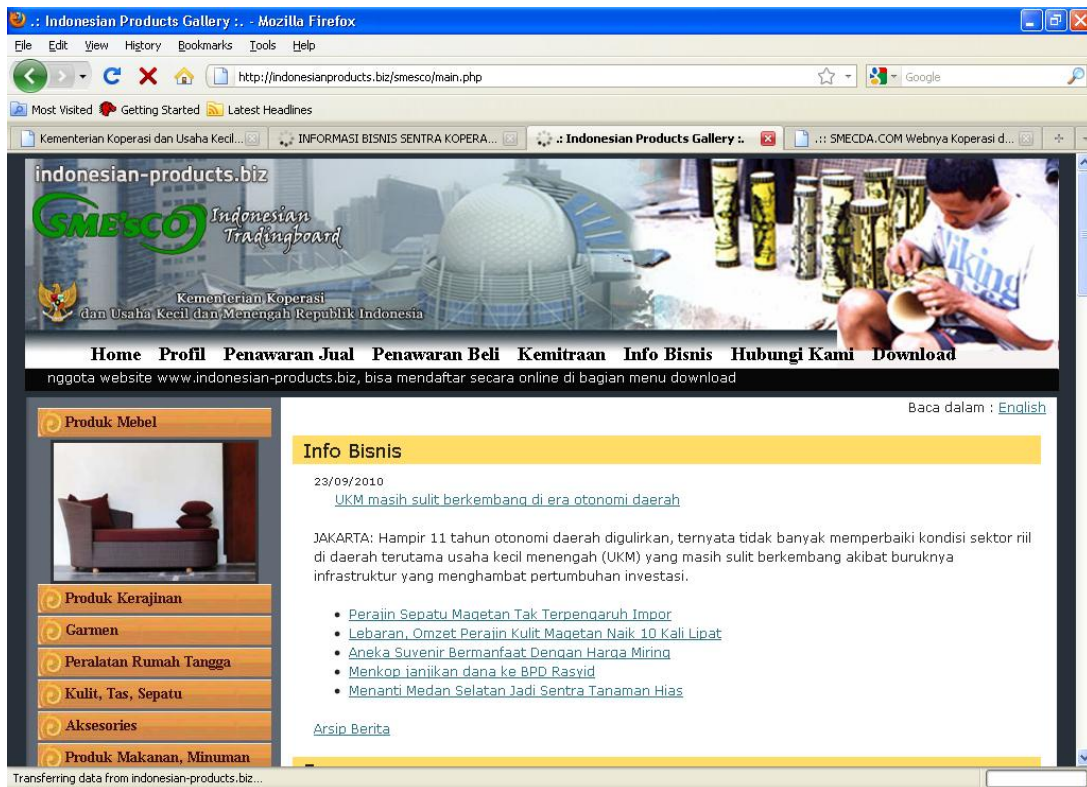 .: Indonesian Products Gallery :. - Mozilla Firefox
File Edit View History Bookmarks Tools Help
http://indonesianproducts.biz/smesco/main.php
Google
Most Visited Getting Started Latest Headlines
Kementerian Koperasi dan Usaha Kecil...
INFORMASI BISNIS SENTRA KOPERA...
.: Indonesian Products Gallery :.
.:: SMECDA.COM Webnya Koperasi d...
indonesian-products.biz
SMEsCO Indonesian
Tradingboard
Kementerian Koperasi
dan Usaha Kecil dan Menengah Republik Indonesia
Viking
Home Profil Penawaran Jual Penawaran Beli Kemitraan Info Bisnis Hubungi Kami Download
nggota website www.indonesian-products.biz, bisa mendaftar secara online di bagian menu download
Baca dalam : English
Produk Mebel
Produk Kerajinan
Garmen
Peralatan Rumah Tangga
Kulit, Tas, Sepatu
Aksesories
Produk Makanan, Minuman
Info Bisnis
23/09/2010
UKM masih sulit berkembang di era otonomi daerah
JAKARTA: Hampir 11 tahun otonomi daerah digulirkan, ternyata tidak banyak memperbaiki kondisi sektor riil
di daerah terutama usaha kecil menengah (UKM) yang masih sulit berkembang akibat buruknya
infrastruktur yang menghambat pertumbuhan investasi.
• Perajin Sepatu Magetan Tak Terpengaruh Impor
• Lebaran, Omzet Perajin Kulit Magetan Naik 10 Kali Lipat
• Aneka Suvenir Bermanfaat Dengan Harga Miring
• Menkop janjikan dana ke BPD Rasyid
• Menanti Medan Selatan Jadi Sentra Tanaman Hias
Arsip Berita
Transferring data from indonesian-products.biz...